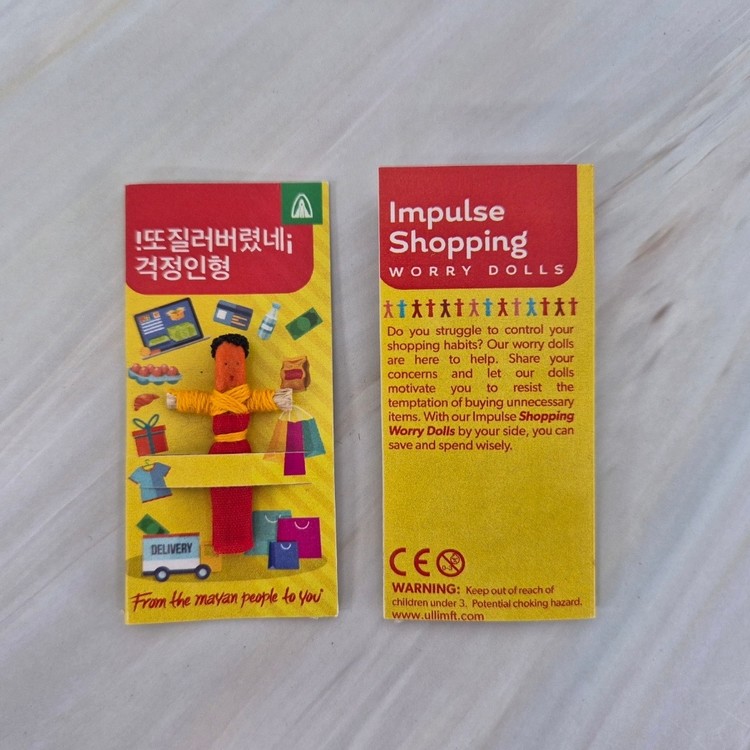 !또질러버렸네¡
걱정인형
DELIVERY
From the mayan people to you
Impulse
Shopping
WORRY DOLLS
Do you struggle to control your
shopping habits? Our worry dolls
are here to help. Share your
concerns and let our dolls
motivate you to resist the
temptation of buying unnecessary
items. With our Impulse Shopping
Worry Dolls by your side, you can
save and spend wisely.
CE 0-3
WARNING: Keep out of reach of
children under 3. Potential choking hazard.
www.ullimft.com